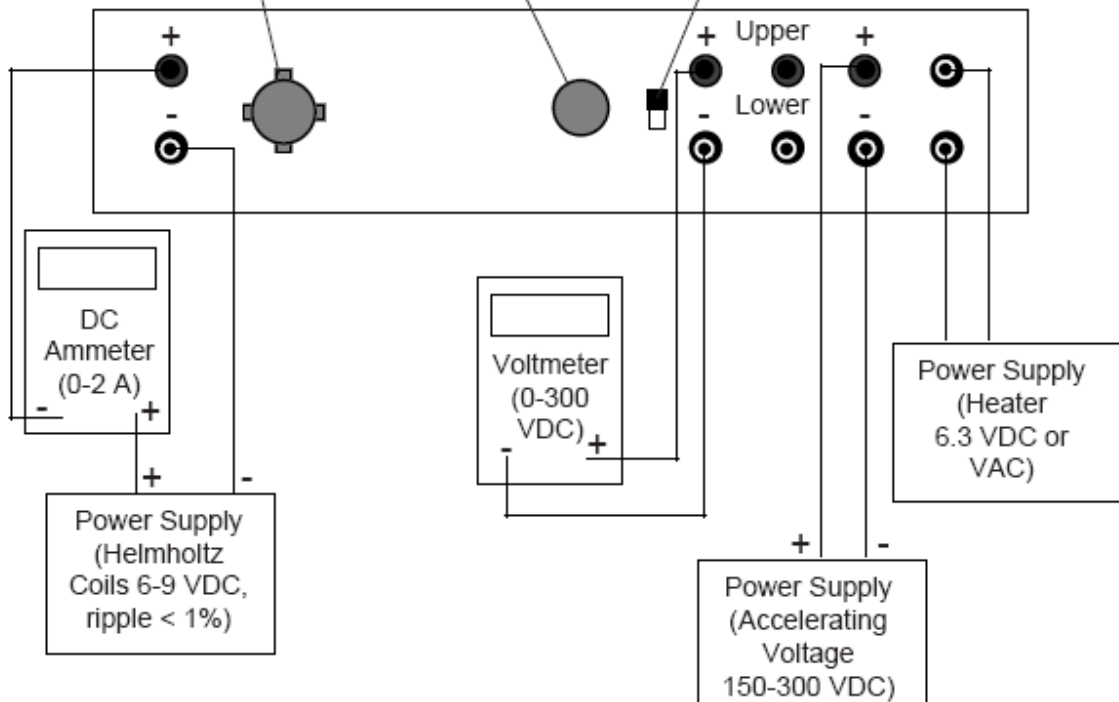 +
+
Upper
+
-
Lower
-
-
DC
Ammeter
(0-2 A)
-
+
Voltmeter
(0-300
VDC)
-
+
Power Supply
(Heater
6.3 VDC or
VAC)
+
-
Power Supply
(Helmholtz
Coils 6-9 VDC,
ripple < 1%)
+
-
Power Supply
(Accelerating
Voltage
150-300 VDC)